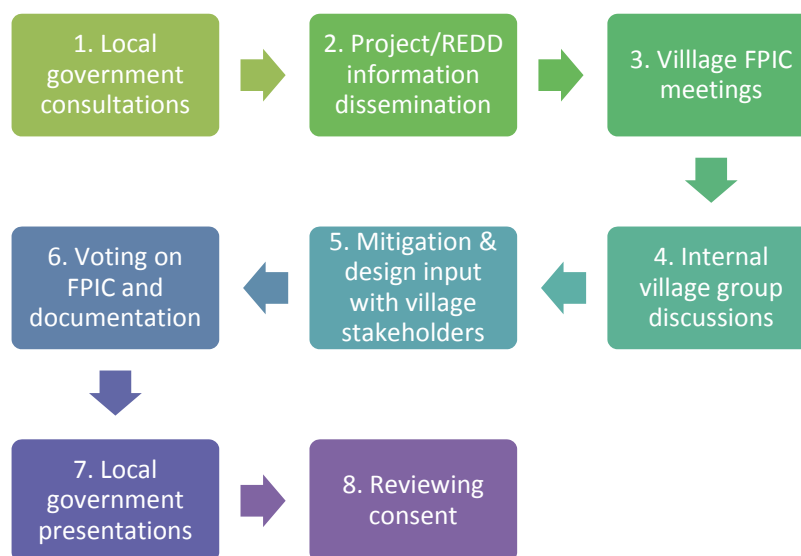 1. Local
government
consultations
2. Project/REDD
information
dissemination
3. Villlage FPIC
meetings
4. Internal
village group
discussions
5. Mitigation &
design input
with village
stakeholders
6. Voting on
FPIC and
documentation
7. Local
government
presentations
8. Reviewing
consent